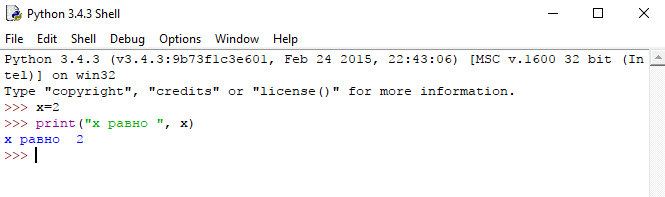 Python 3.4.3 Shell
File Edit Shell Debug Options Window Help
Python 3.4.3 (v3.4.3:9b73f1c3e601, Feb 24 2015, 22:43:06) [MSC v.1600 32 bit (In
tel)] on win32
Type "copyright", "credits" or "license()" for more information.
>>> x=2
>>> print("x равно ", x)
x равно  2
>>>